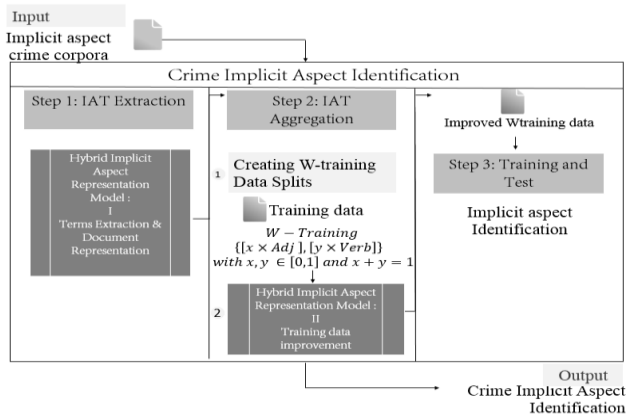 Input
Implicit aspect
crime corpora
Crime Implicit Aspect Identification
Step 1: IAT Extraction
Hybrid Implicit
Aspect
Representation
Model :
I
Terms Extraction &
Document
Representation
Step 2: IAT
Aggregation
1
Creating W-training
Data Splits
Training data
W − Training
{[x × Adj ], [y × Verb]}
with x, y ∈ [0,1] and x + y = 1
2
Hybrid Implicit Aspect
Representation Model :
II
Training data
improvement
Improved Wtraining data
Step 3: Training and
Test
Implicit aspect
Identification
Output
Crime Implicit Aspect
Identification